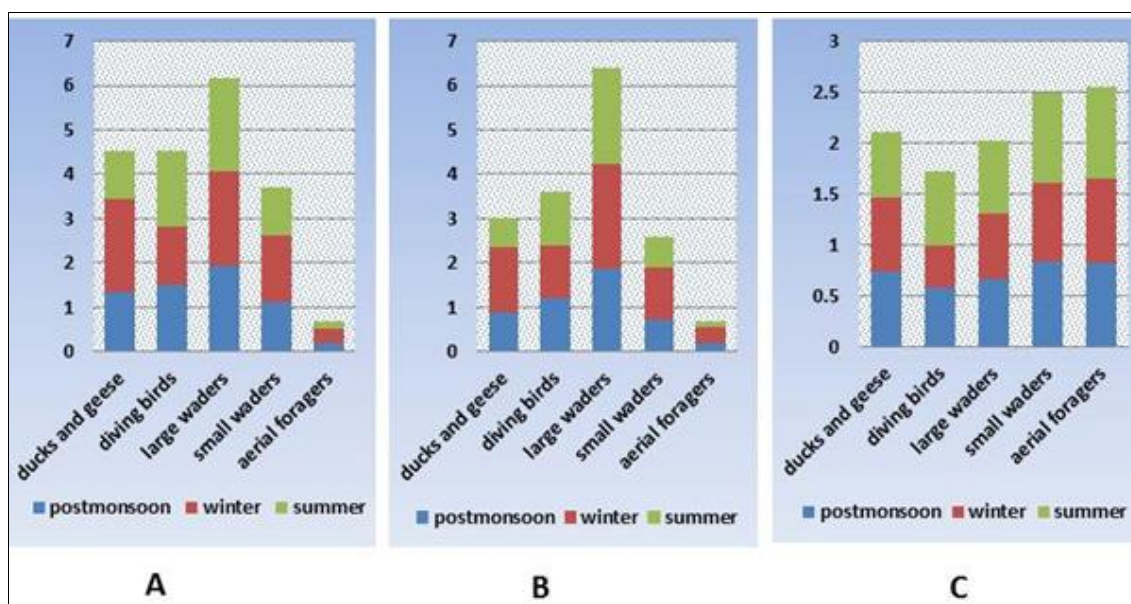 7
6
5
4
3
2
1
0
ducks and geese
diving birds
large waders
small waders
aerial foragers
postmonsoon winter summer
A
7
6
5
4
3
2
1
0
ducks and geese
diving birds
large waders
small waders
aerial foragers
postmonsoon winter summer
B
3
2.5
2
1.5
1
0.5
0
ducks and geese
diving birds
large waders
small waders
aerial foragers
postmonsoon winter summer
C